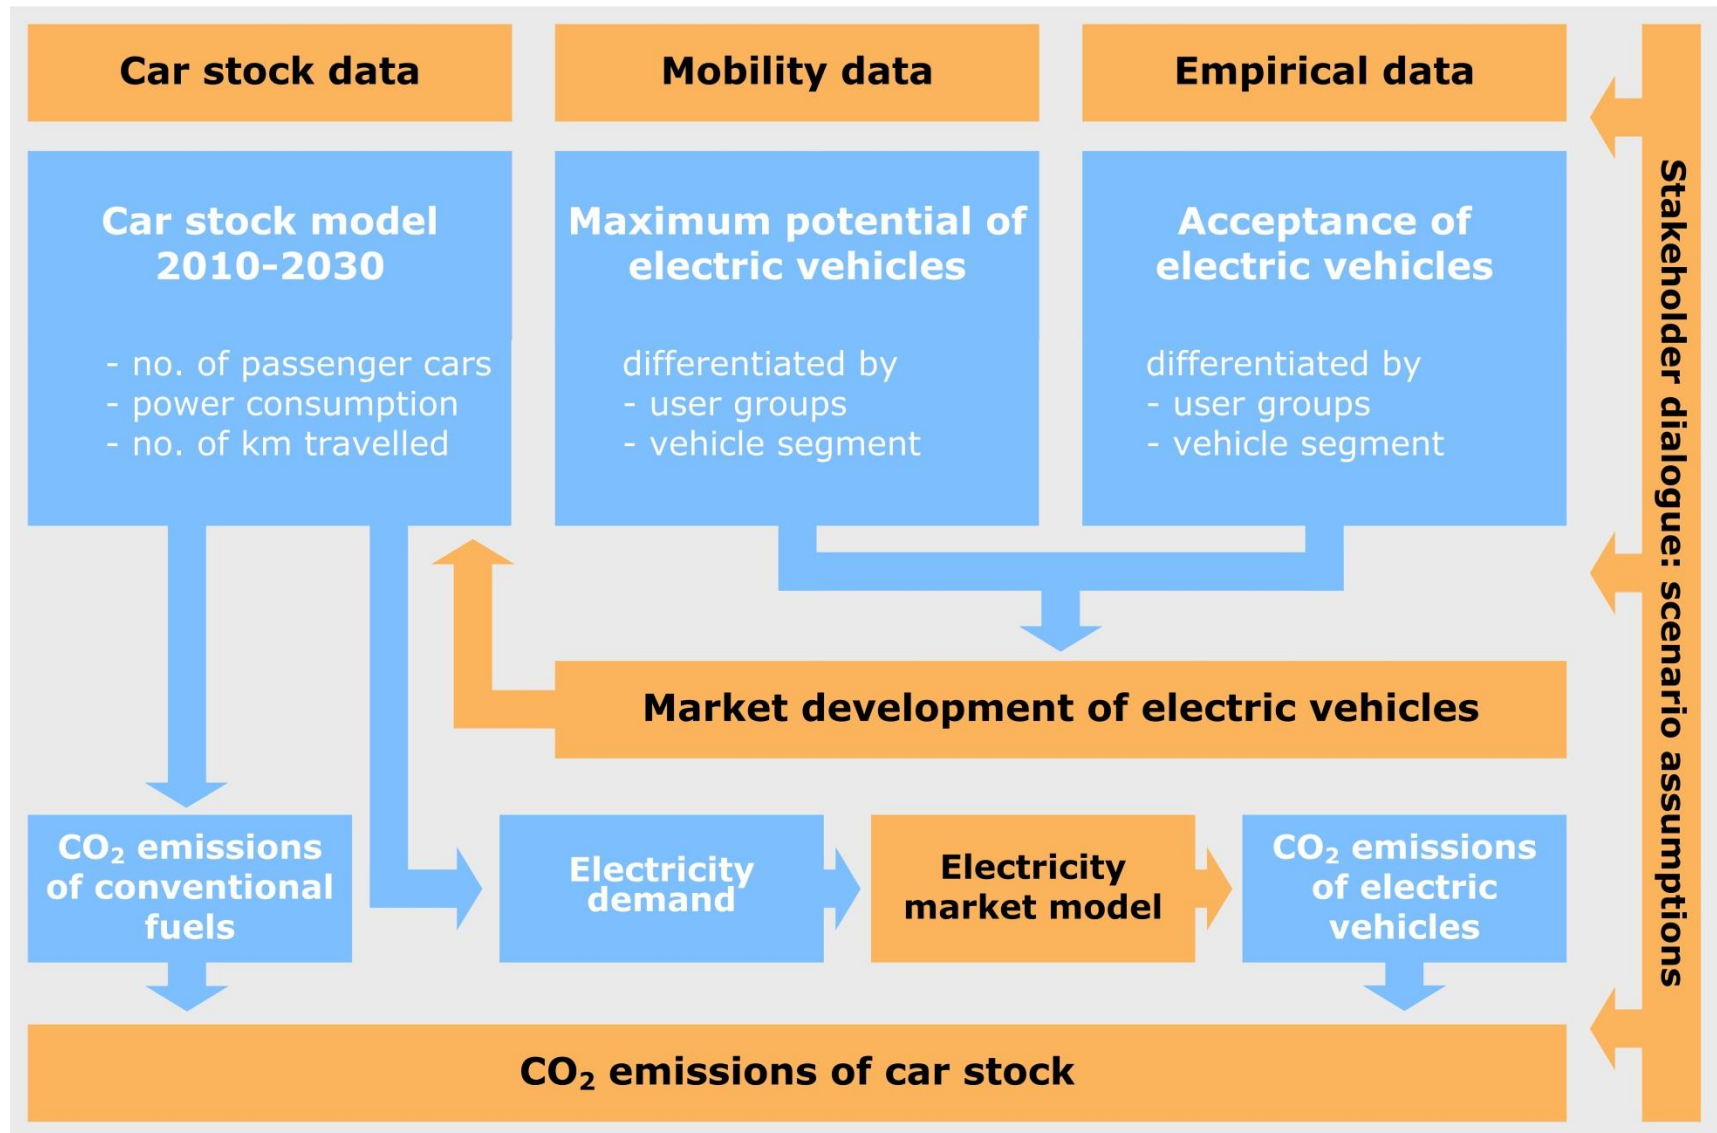 Car stock data
Mobility data
Empirical data
Car stock model
2010-2030
- no. of passenger cars
- power consumption
- no. of km travelled
Maximum potential of
electric vehicles
differentiated by
- user groups
- vehicle segment
Acceptance of
electric vehicles
differentiated by
- user groups
- vehicle segment
Market development of electric vehicles
CO₂ emissions
of conventional
fuels
Electricity
demand
Electricity
market model
CO₂ emissions
of electric
vehicles
CO₂ emissions of car stock
Stakeholder dialogue: scenario assumptions